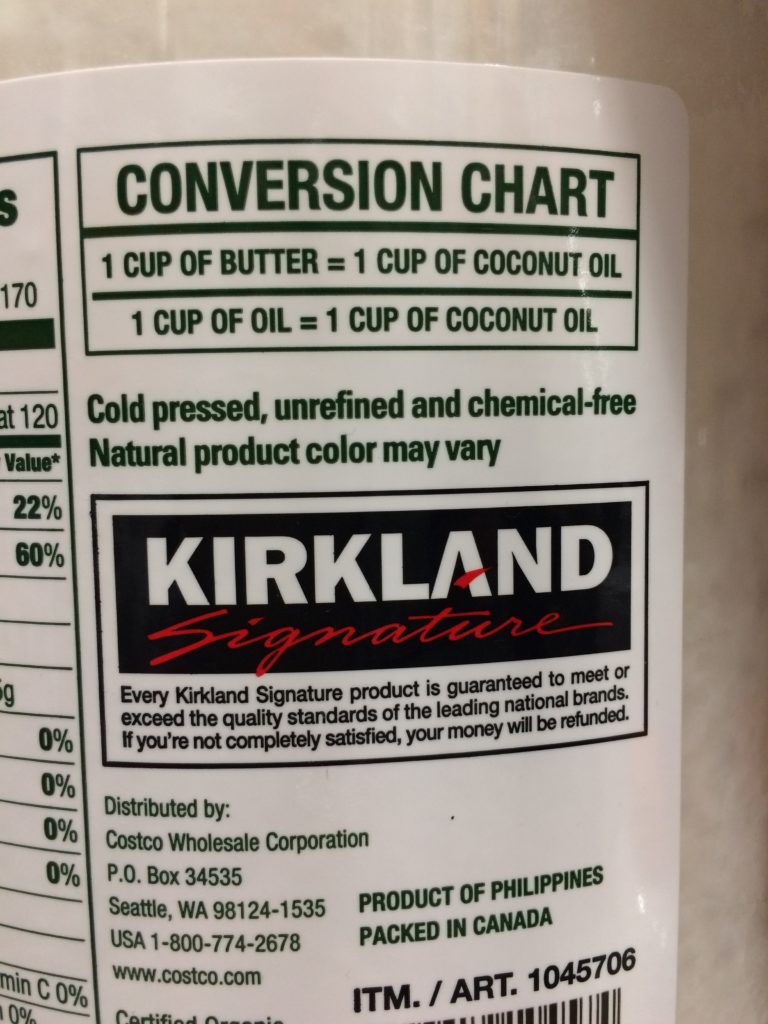 CONVERSION CHART
1 CUP OF BUTTER = 1 CUP OF COCONUT OIL
1 CUP OF OIL = 1 CUP OF COCONUT OIL
s
170
at 120
Value*
22%
60%
g
0%
0%
0%
0%
min C 0%
0%
Cold pressed, unrefined and chemical-free
Natural product color may vary
KIRKLAND
Signature
Every Kirkland Signature product is guaranteed to meet or
exceed the quality standards of the leading national brands.
If you're not completely satisfied, your money will be refunded.
Distributed by:
Costco Wholesale Corporation
P.O. Box 34535
Seattle, WA 98124-1535
USA 1-800-774-2678
www.costco.com
PRODUCT OF PHILIPPINES
PACKED IN CANADA
ITM. / ART. 1045706
Certified Organic